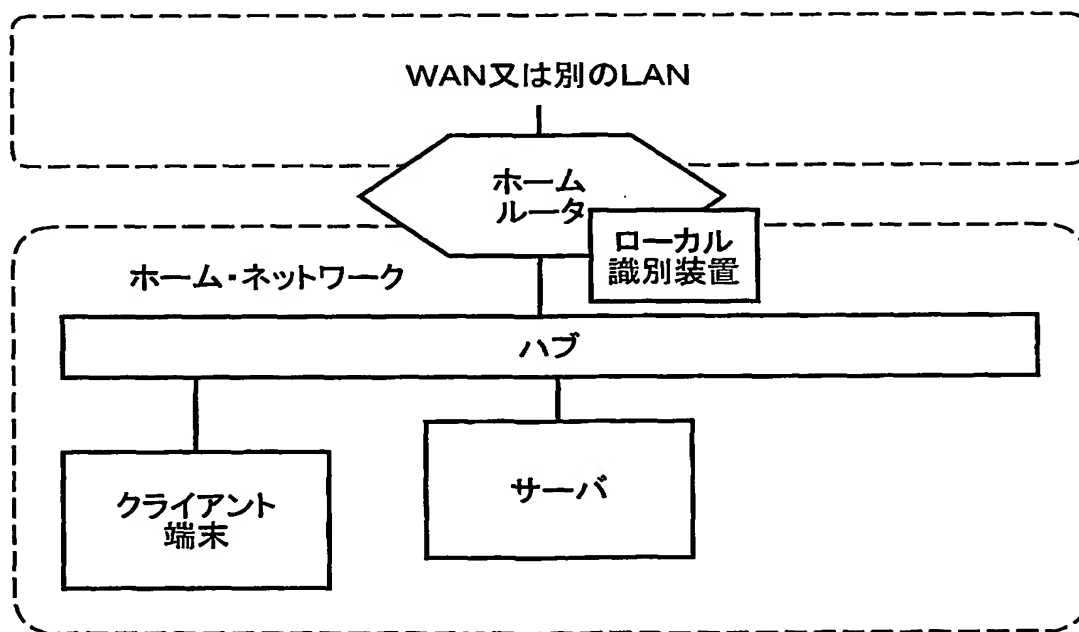 WAN又は別のLAN
ホーム
ルータ
ローカル
識別装置
ホーム・ネットワーク
ハブ
クライアント
端末
サーバ